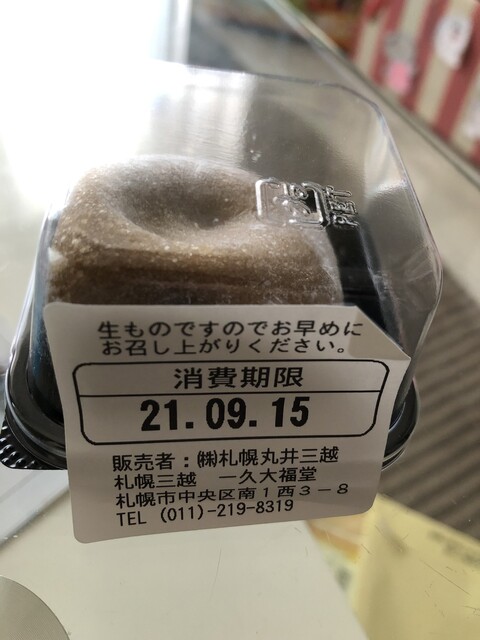 生ものですのでお早めに
お召し上がりください。
消費期限
21.09.15
販売者：㈱札幌丸井三越
札幌三越　一久大福堂
札幌市中央区南1西3-8
TEL (011)-219-8319
PET